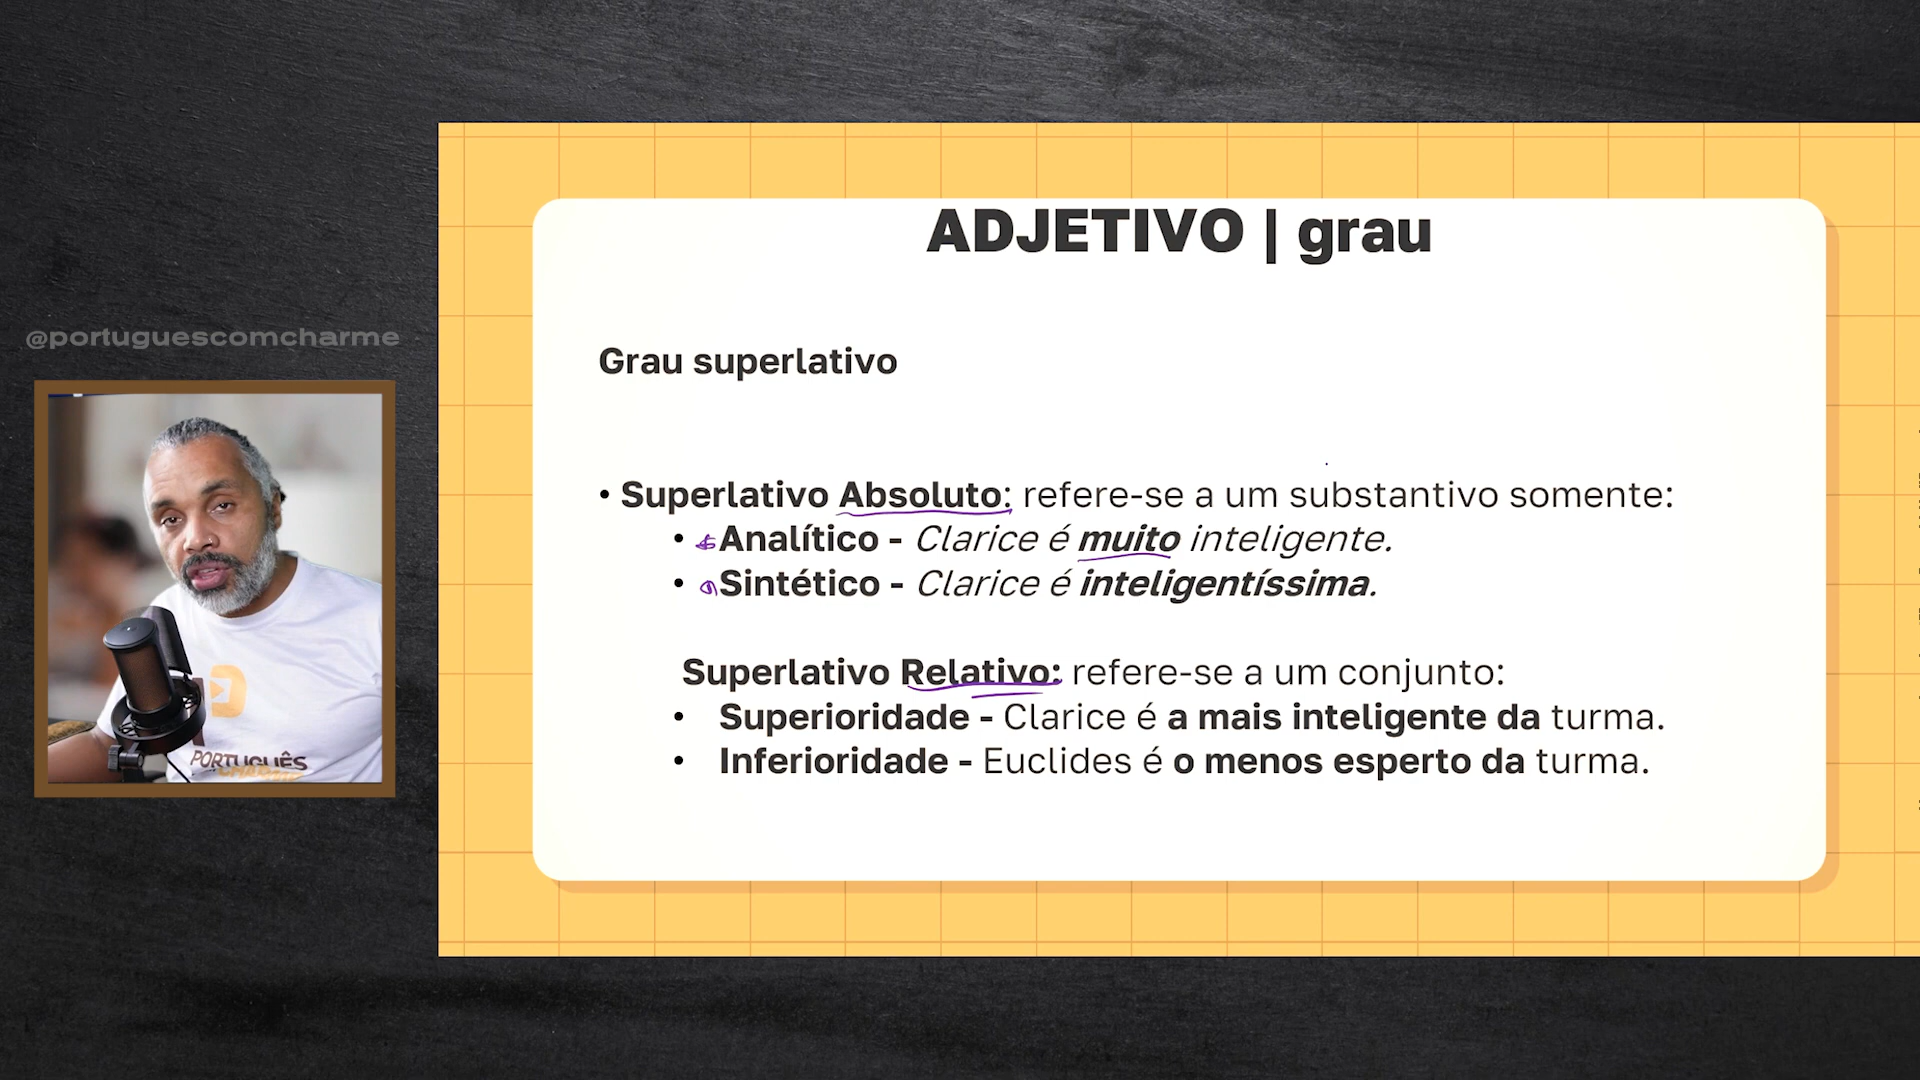 ADJETIVO | grau
@portuguescomcharme
Grau superlativo
• Superlativo Absoluto: refere-se a um substantivo somente:
• Analítico - Clarice é muito inteligente.
• Sintético - Clarice é inteligentíssima.
Superlativo Relativo: refere-se a um conjunto:
• Superioridade - Clarice é a mais inteligente da turma.
• Inferioridade - Euclides é o menos esperto da turma.
PORTUGUÊS